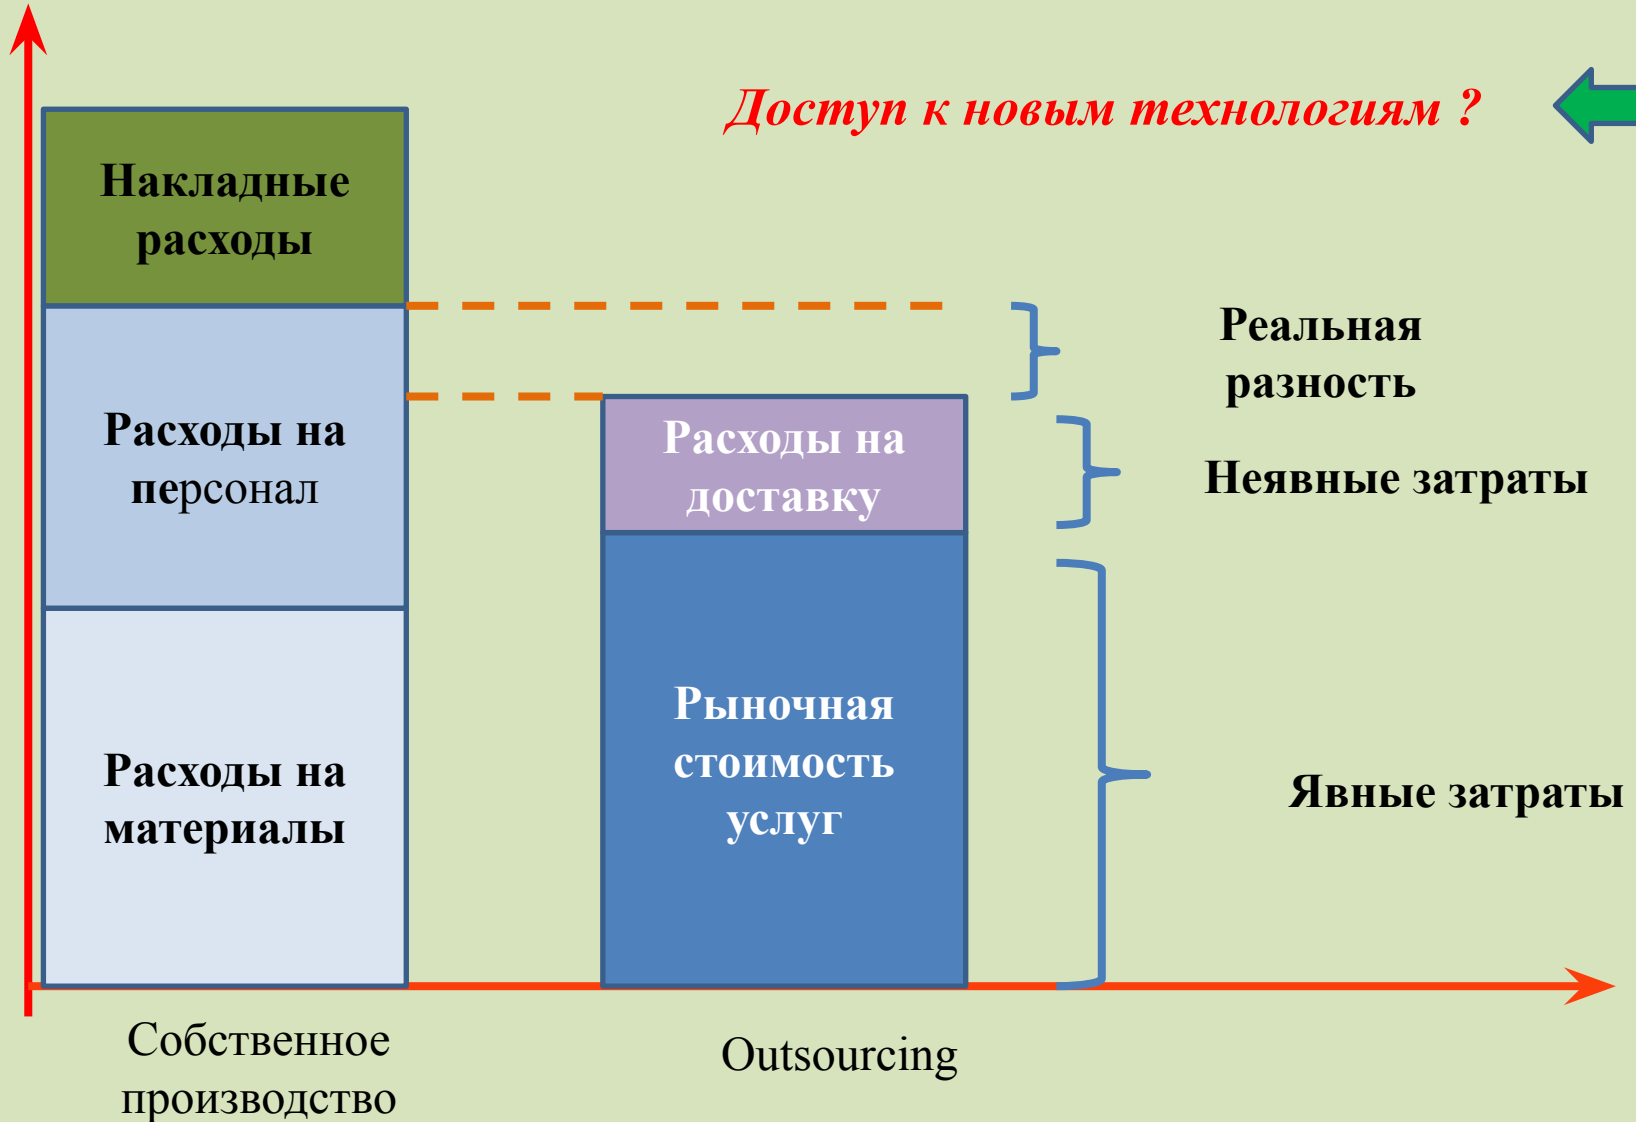 Доступ к новым технологиям ?
Накладные
расходы
Реальная
разность
Расходы на
персонал
Расходы на
доставку
Неявные затраты
Рыночная
стоимость
услуг
Расходы на
материалы
Явные затраты
Собственное
производство
Outsourcing